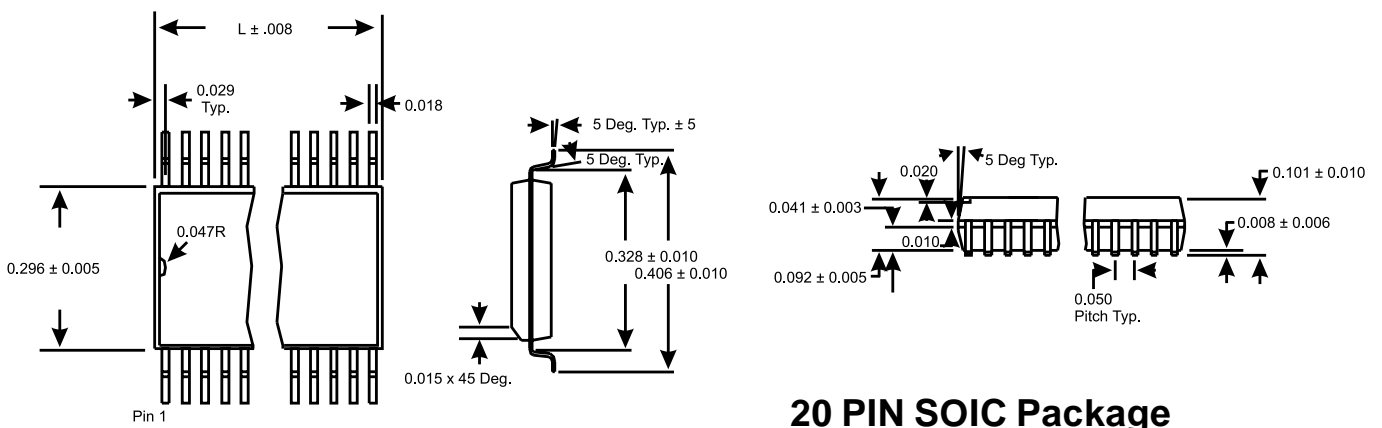 L ± .008
0.029
Typ.
0.018
0.047R
0.296 ± 0.005
Pin 1
5 Deg. Typ. ± 5
5 Deg. Typ.
0.328 ± 0.010
0.406 ± 0.010
0.015 x 45 Deg.
5 Deg Typ.
0.020
0.101 ± 0.010
0.041 ± 0.003
0.008 ± 0.006
0.010
0.092 ± 0.005
0.050
Pitch Typ.
20 PIN SOIC Package